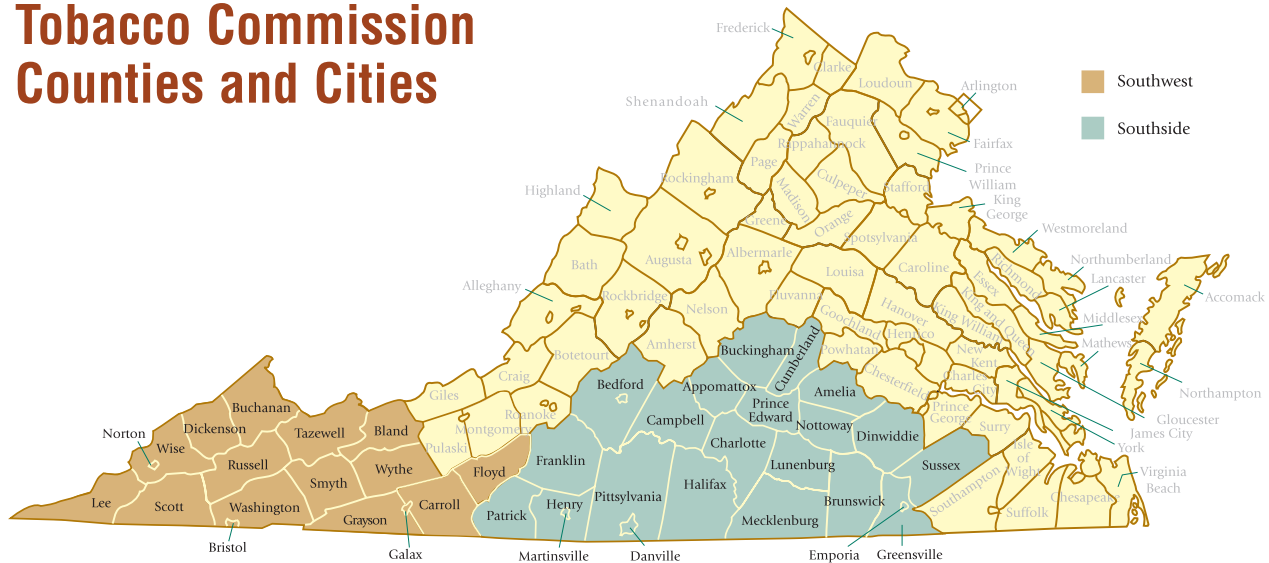 Tobacco Commission
Counties and Cities
Southwest
Southside
Frederick
Clarke
Loudoun
Arlington
Shenandoah
Warren
Fauquier
Fairfax
Rappahannock
Page
Prince
William
Rockingham
Culpeper
Stafford
Madison
King
George
Highland
Greene
Orange
Spotsylvania
Westmoreland
Albermarle
Augusta
Bath
Louisa
Caroline
Richmond
Northumberland
Essex
Lancaster
Alleghany
Rockbridge
Fluvanna
Nelson
Hanover
King and Queen
King William
Accomack
Goochland
Henrico
Middlesex
Amherst
Buckingham
Cumberland
Powhatan
New
Kent
Mathews
Botetourt
Craig
Bedford
Appomattox
Amelia
Chesterfield
Charles
City
Northampton
Giles
Buchanan
Roanoke
Prince
Edward
Prince
George
Gloucester
Campbell
Nottoway
Surry
James City
Dickenson
Tazewell
Bland
Montgomery
Norton
Wise
Pulaski
Charlotte
Dinwiddie
Isle
of
Wight
York
Russell
Wythe
Floyd
Franklin
Lunenburg
Sussex
Virginia
Beach
Smyth
Halifax
Southampton
Lee
Scott
Washington
Carroll
Henry
Pittsylvania
Brunswick
Chesapeake
Grayson
Patrick
Mecklenburg
Suffolk
Bristol
Galax
Martinsville
Danville
Emporia
Greensville